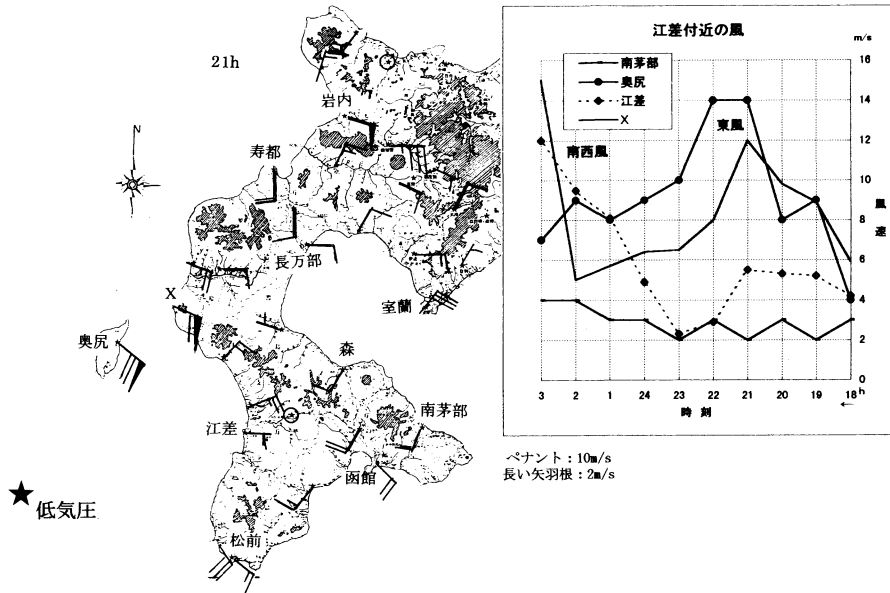 21h
N
岩内
寿都
長万部
室蘭
X
奥尻
森
江差
南茅部
函館
松前
★低気圧
江差付近の風
m/s
南茅部
奥尻
江差
X
南西風
東風
16
14
12
10
8
6
4
2
0
風速
3 2 1 24 23 22 21 20 19 18h
時刻
←
ペナント：10m/s
長い矢羽根：2m/s